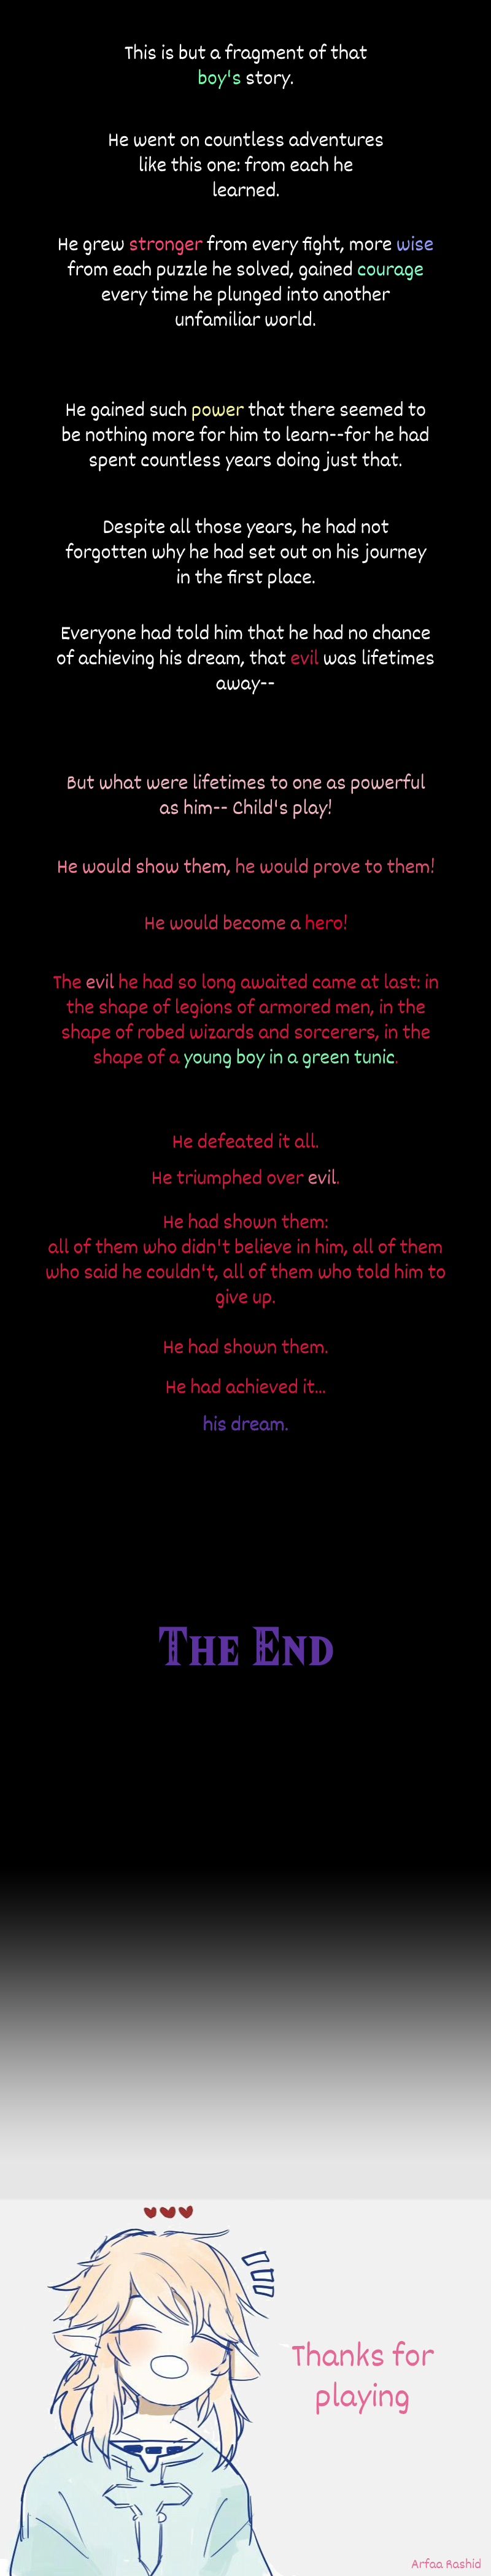 This is but a fragment of that
boy's story.
He went on countless adventures
like this one: from each he
learned.
He grew stronger from every fight, more wise
from each puzzle he solved, gained courage
every time he plunged into another
unfamiliar world.
He gained such power that there seemed to
be nothing more for him to learn--for he had
spent countless years doing just that.
Despite all those years, he had not
forgotten why he had set out on his journey
in the first place.
Everyone had told him that he had no chance
of achieving his dream, that evil was lifetimes
away--
But what were lifetimes to one as powerful
as him-- Child's play!
He would show them, he would prove to them!
He would become a hero!
The evil he had so long awaited came at last: in
the shape of legions of armored men, in the
shape of robed wizards and sorcerers, in the
shape of a young boy in a green tunic.
He defeated it all.
He triumphed over evil.
He had shown them:
all of them who didn't believe in him, all of them
who said he couldn't, all of them who told him to
give up.
He had shown them.
He had achieved it...
his dream.
The End
Thanks for
playing
Arfaa Rashid